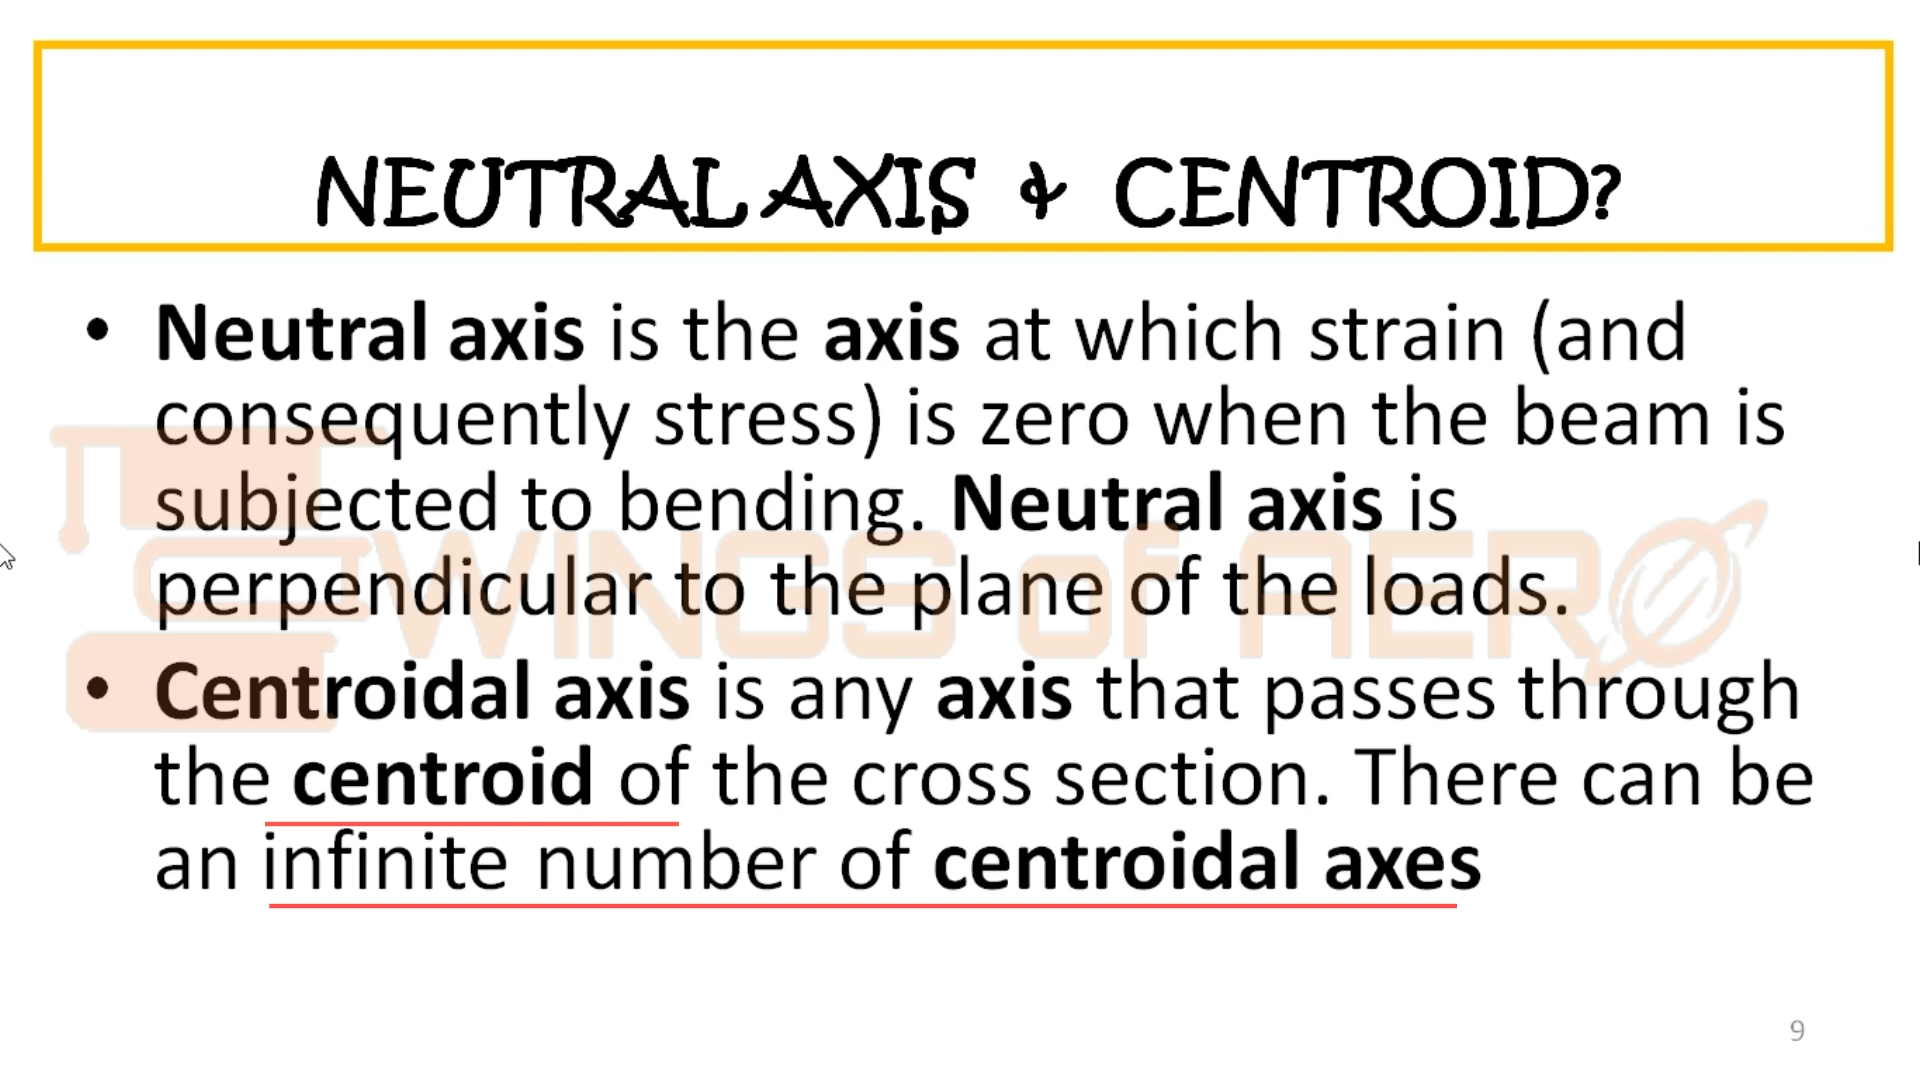 NEUTRAL AXIS & CENTROID?
• Neutral axis is the axis at which strain (and
consequently stress) is zero when the beam is
subjected to bending. Neutral axis is
perpendicular to the plane of the loads.
WINGS of AERO
• Centroidal axis is any axis that passes through
the centroid of the cross section. There can be
an infinite number of centroidal axes
9